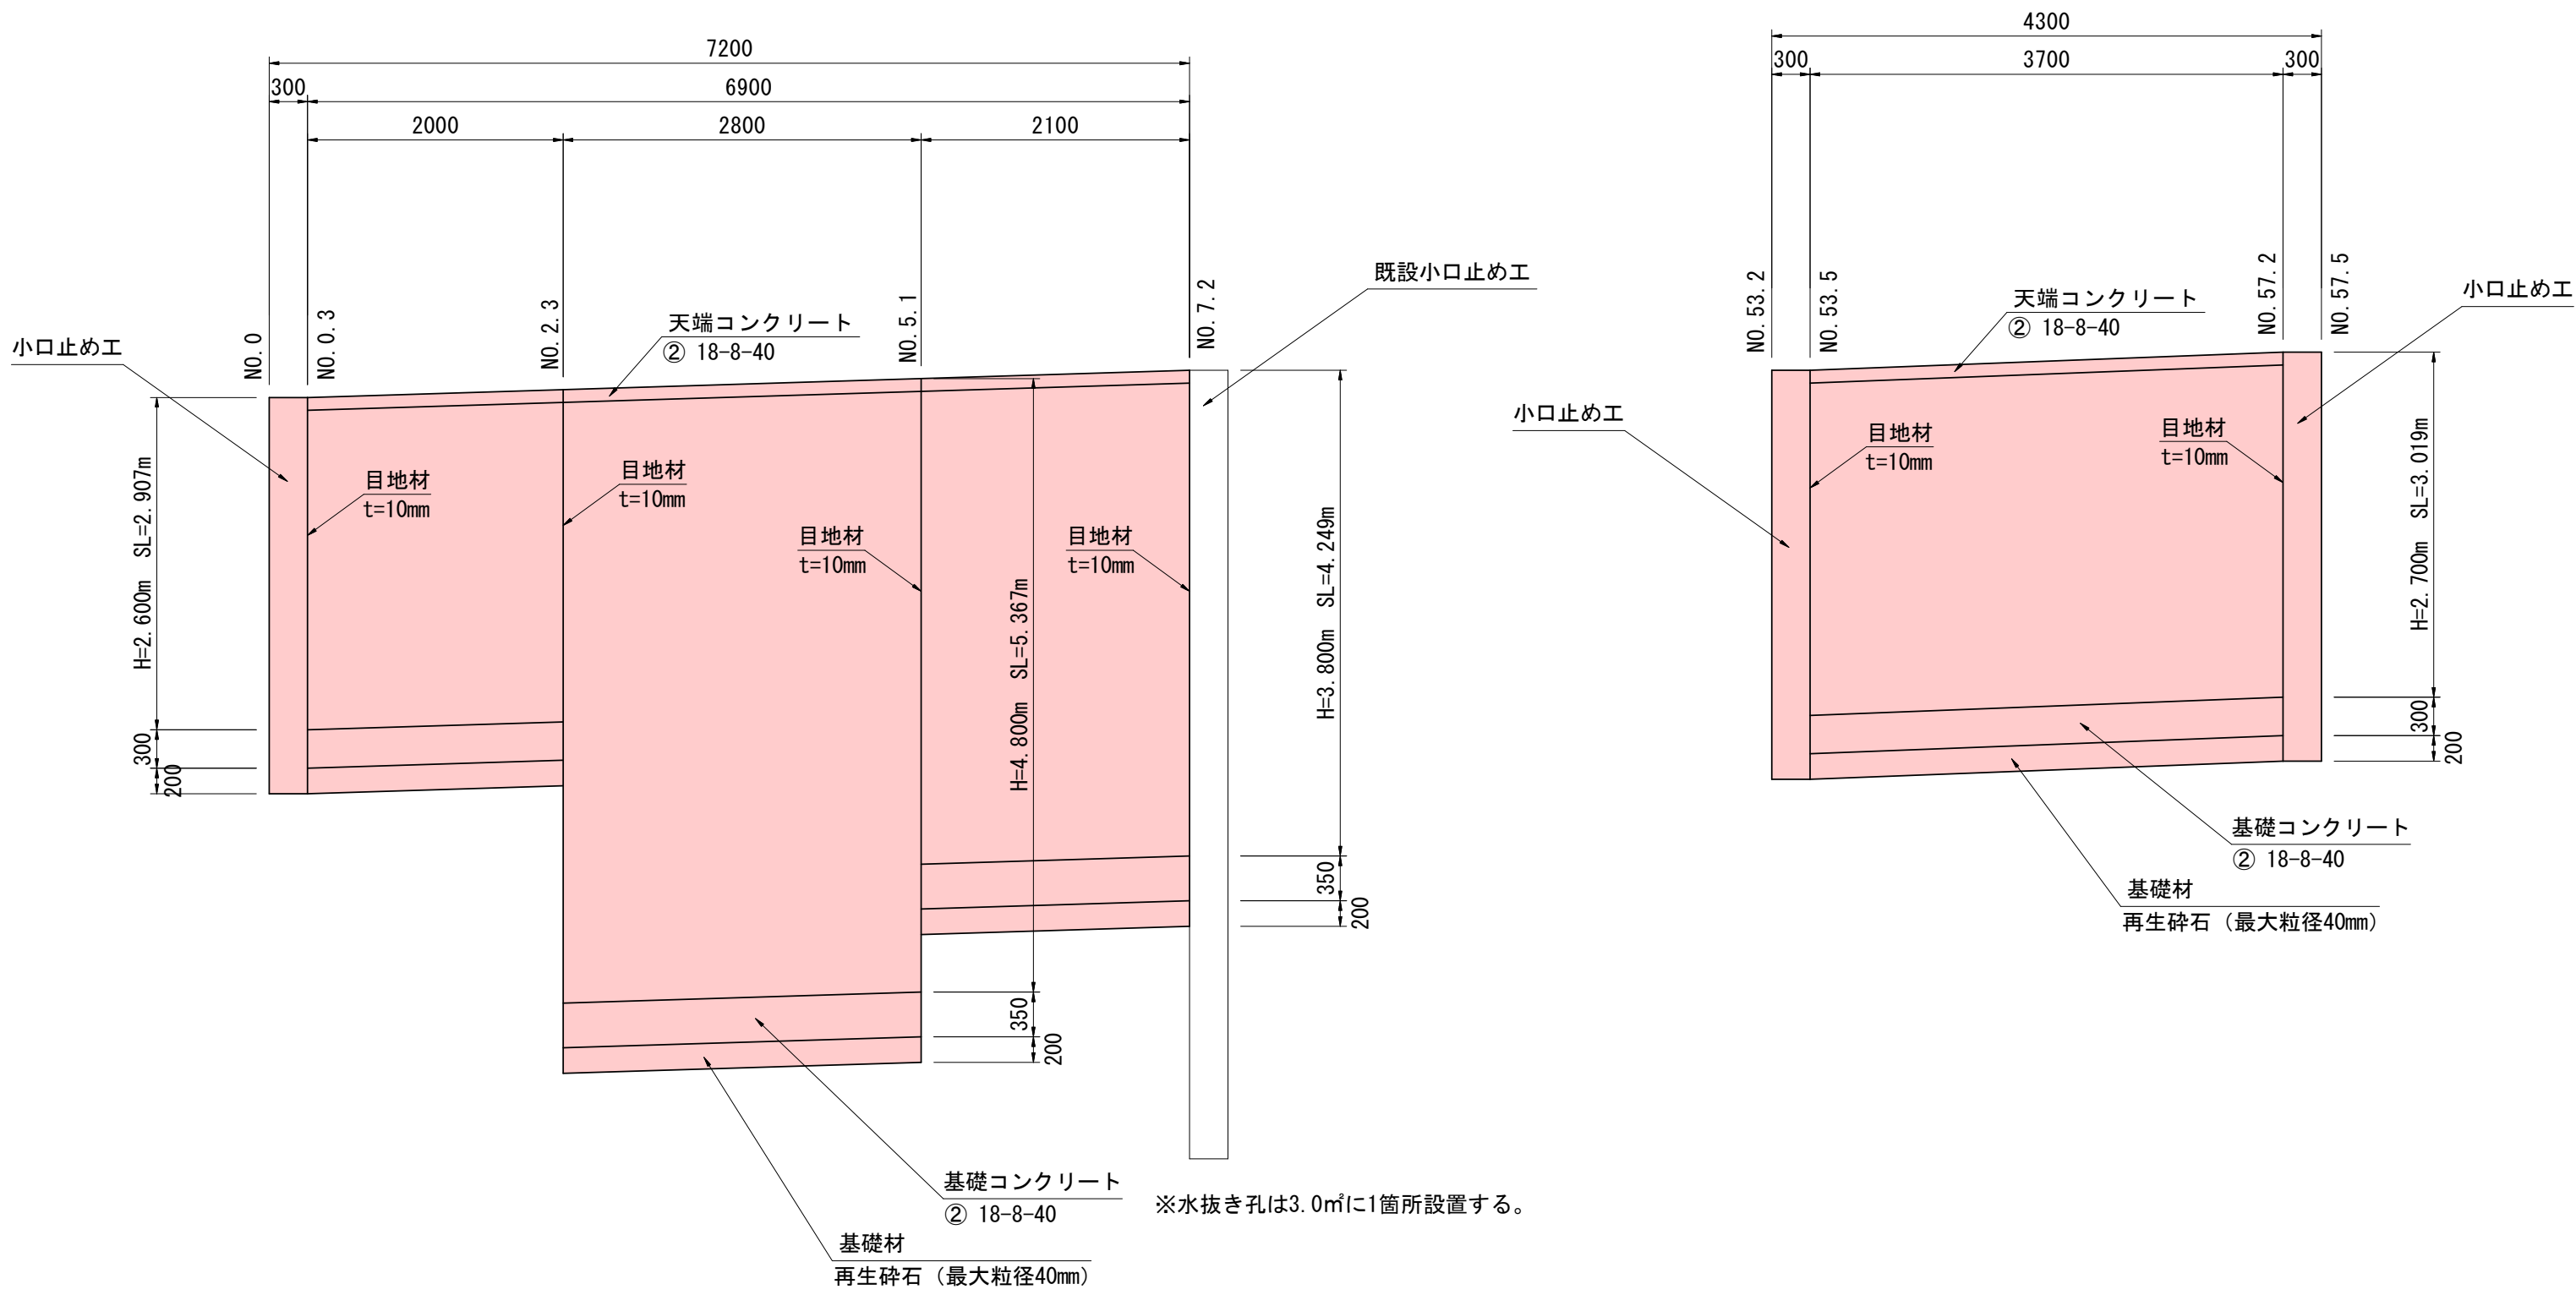 7200
300
6900
2000
2800
2100
NO.0
NO.0.3
NO.2.3
NO.5.1
NO.7.2
小口止め工
天端コンクリート
② 18-8-40
既設小口止め工
目地材
t=10mm
目地材
t=10mm
目地材
t=10mm
目地材
t=10mm
H=2.600m SL=2.907m
300
200
H=4.800m SL=5.367m
350
200
H=3.800m SL=4.249m
350
200
基礎コンクリート
② 18-8-40
基礎材
再生砕石（最大粒径40mm）
※水抜き孔は3.0㎡に1箇所設置する。
4300
300
3700
300
NO.53.2
NO.53.5
NO.57.2
NO.57.5
天端コンクリート
② 18-8-40
小口止め工
小口止め工
目地材
t=10mm
目地材
t=10mm
H=2.700m SL=3.019m
300
200
基礎コンクリート
② 18-8-40
基礎材
再生砕石（最大粒径40mm）